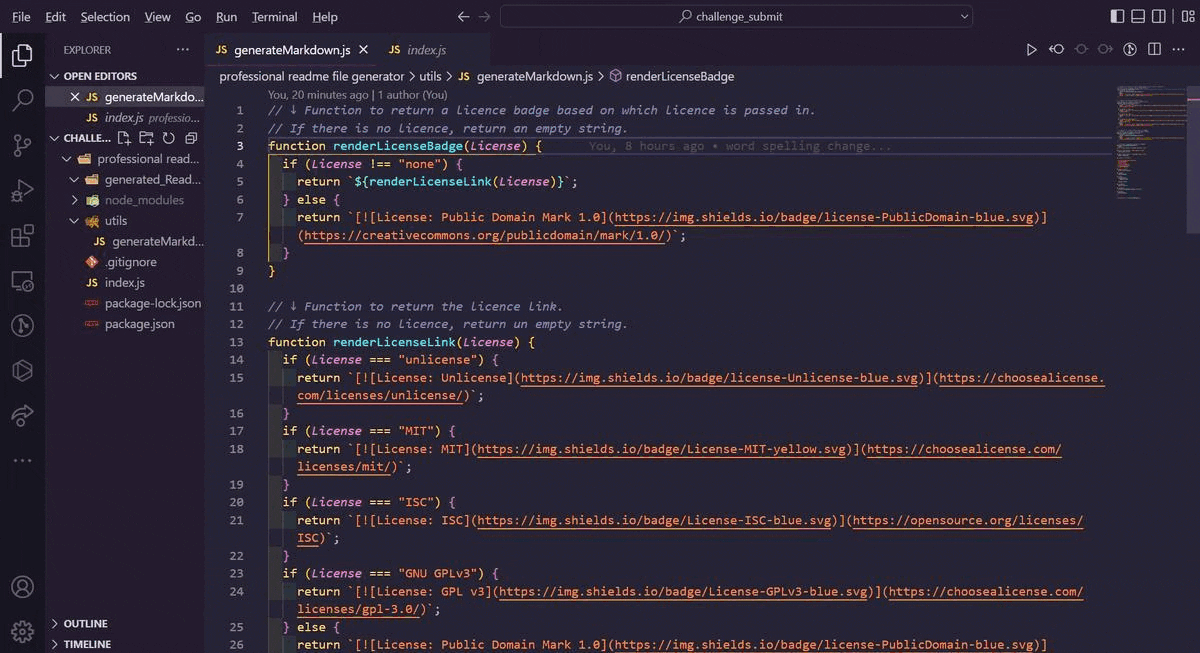 File Edit Selection View Go Run Terminal Help
challenge_submit
EXPLORER
OPEN EDITORS
JS generateMarkdo...
JS index.js professio...
CHALL...
professional read...
generated_Read...
node_modules
utils
JS generateMarkd...
.gitignore
JS index.js
package-lock.json
package.json
OUTLINE
TIMELINE
JS generateMarkdown.js
JS index.js
professional readme file generator > utils > JS generateMarkdown.js > renderLicenseBadge
You, 20 minutes ago | 1 author (You)
1 // ↓ Function to return a licence badge based on which licence is passed in.
2 // If there is no licence, return an empty string.
3 function renderLicenseBadge(License) { You, 8 hours ago • word spelling change...
4 if (License !== "none") {
5 return `${renderLicenseLink(License)}`;
6 } else {
7 return `[![License: Public Domain Mark 1.0](https://img.shields.io/badge/license-PublicDomain-blue.svg)]
(https://creativecommons.org/publicdomain/mark/1.0/)`;
8 }
9 }
10
11 // ↓ Function to return the licence link.
12 // If there is no licence, return un empty string.
13 function renderLicenseLink(License) {
14 if (License === "unlicense") {
15 return `[![License: Unlicense](https://img.shields.io/badge/license-Unlicense-blue.svg)](https://choosealicense.
com/licenses/unlicense/)`;
16 }
17 if (License === "MIT") {
18 return `[![License: MIT](https://img.shields.io/badge/License-MIT-yellow.svg)](https://choosealicense.com/
licenses/mit/)`;
19 }
20 if (License === "ISC") {
21 return `[![License: ISC](https://img.shields.io/badge/License-ISC-blue.svg)](https://opensource.org/licenses/
ISC)`;
22 }
23 if (License === "GNU GPLv3") {
24 return `[![License: GPL v3](https://img.shields.io/badge/License-GPLv3-blue.svg)](https://choosealicense.com/
licenses/gpl-3.0/)`;
25 } else {
26 return `[![License: Public Domain Mark 1.0](https://img.shields.io/badge/license-PublicDomain-blue.svg)]